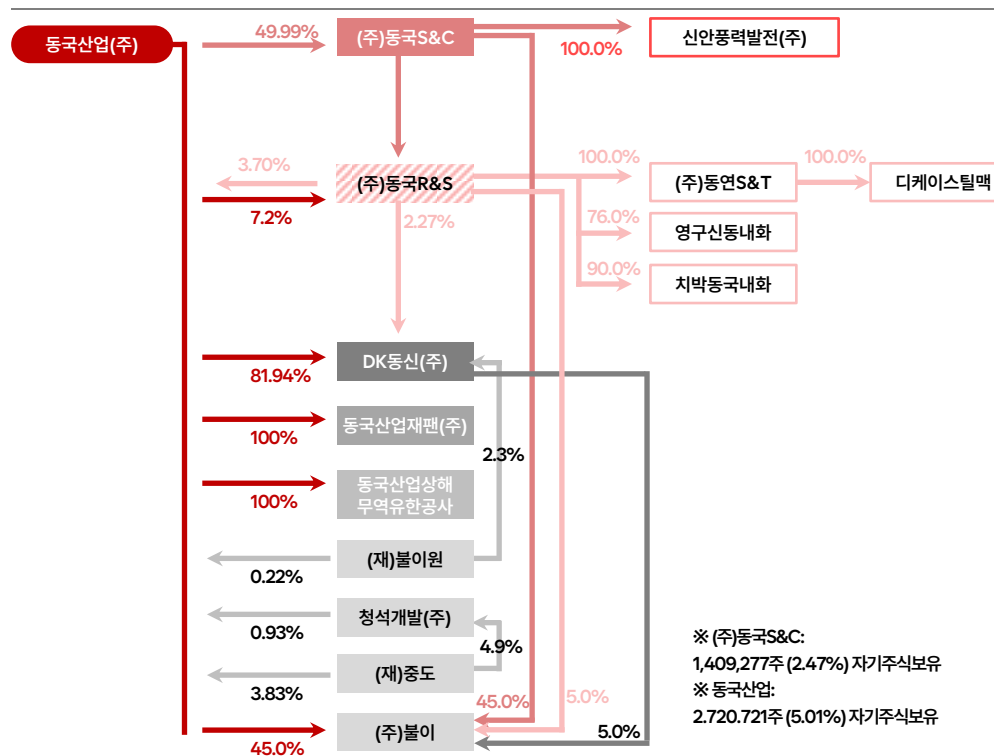 동국산업(주)
49.99%
(주)동국S&C
100.0%
신안풍력발전(주)
3.70%
7.2%
(주)동국R&S
2.27%
100.0%
(주)동연S&T
100.0%
디케이스틸맥
76.0%
영구신동내화
90.0%
치박동국내화
81.94%
DK동신(주)
100%
동국산업재팬(주)
2.3%
100%
동국산업상해
무역유한공사
0.22%
(재)불이원
0.93%
청석개발(주)
4.9%
3.83%
(재)중도
45.0%
(주)불이
45.0%
5.0%
5.0%
※ (주)동국S&C:
1,409,277주 (2.47%) 자기주식보유
※ 동국산업:
2.720.721주 (5.01%) 자기주식보유